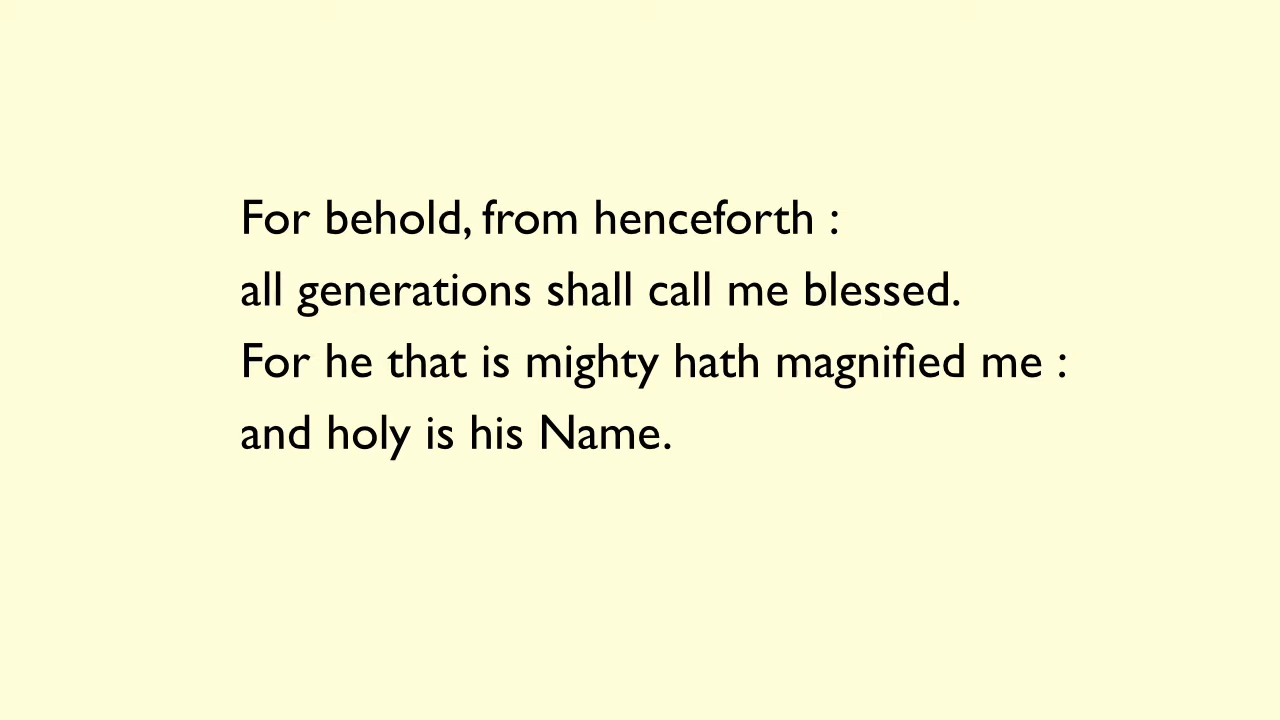 For behold, from henceforth :
all generations shall call me blessed.
For he that is mighty hath magnified me :
and holy is his Name.